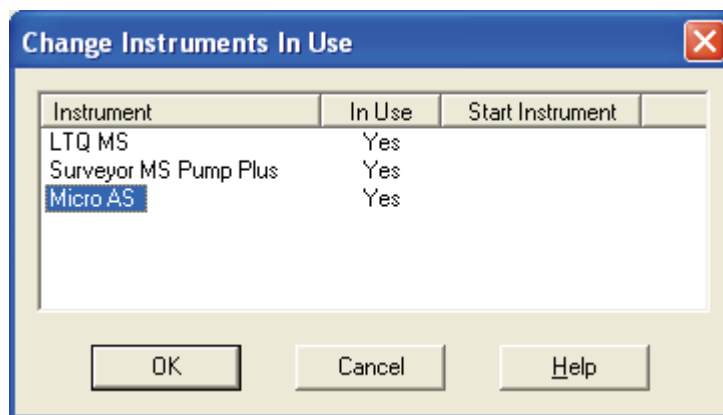 Change Instruments In Use
Instrument In Use Start Instrument
LTQ MS Yes
Surveyor MS Pump Plus Yes
Micro AS Yes
OK Cancel Help